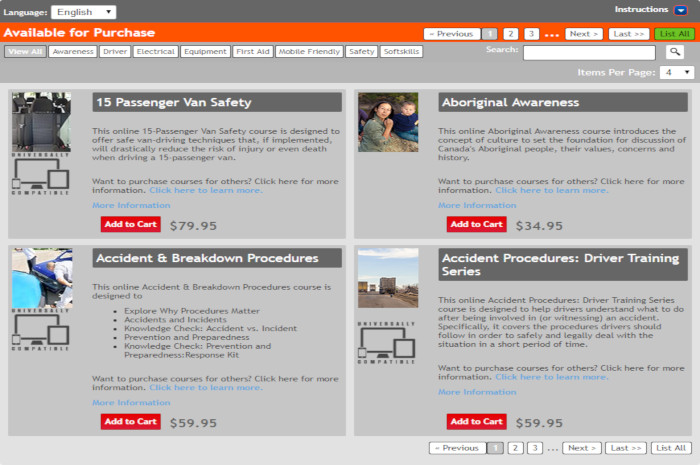 Language: English
Instructions
Available for Purchase
« Previous 1 2 3 ... Next > Last >> List All
View All Awareness Driver Electrical Equipment First Aid Mobile Friendly Safety Softskills
Search:
Items Per Page: 4
15 Passenger Van Safety
This online 15-Passenger Van Safety course is designed to
offer safe van-driving techniques that, if implemented,
will drastically reduce the risk of injury or even death
when driving a 15-passenger van.
Want to purchase courses for others? Click here for more
information. Click here to learn more.
More Information
Add to Cart $79.95
UNIVERSALLY
COMPATIBLE
Aboriginal Awareness
This online Aboriginal Awareness course introduces the
concept of culture to set the foundation for discussion of
Canada's Aboriginal people, their values, concerns and
history.
Want to purchase courses for others? Click here for more
information. Click here to learn more.
More Information
Add to Cart $34.95
Accident & Breakdown Procedures
This online Accident & Breakdown Procedures course is
designed to
• Explore Why Procedures Matter
• Accidents and Incidents
• Knowledge Check: Accident vs. Incident
• Prevention and Preparedness
• Knowledge Check: Prevention and
Preparedness:Response Kit
Want to purchase courses for others? Click here for more
information. Click here to learn more.
More Information
Add to Cart $59.95
UNIVERSALLY
COMPATIBLE
Accident Procedures: Driver Training
Series
This online Accident Procedures: Driver Training Series
course is designed to help drivers understand what to do
after being involved in (or witnessing) an accident.
Specifically, it covers the procedures drivers should
follow in order to safely and legally deal with the
situation in a short period of time.
Want to purchase courses for others? Click here for more
information. Click here to learn more.
More Information
Add to Cart $59.95
UNIVERSALLY
COMPATIBLE
« Previous 1 2 3 ... Next > Last >> List All